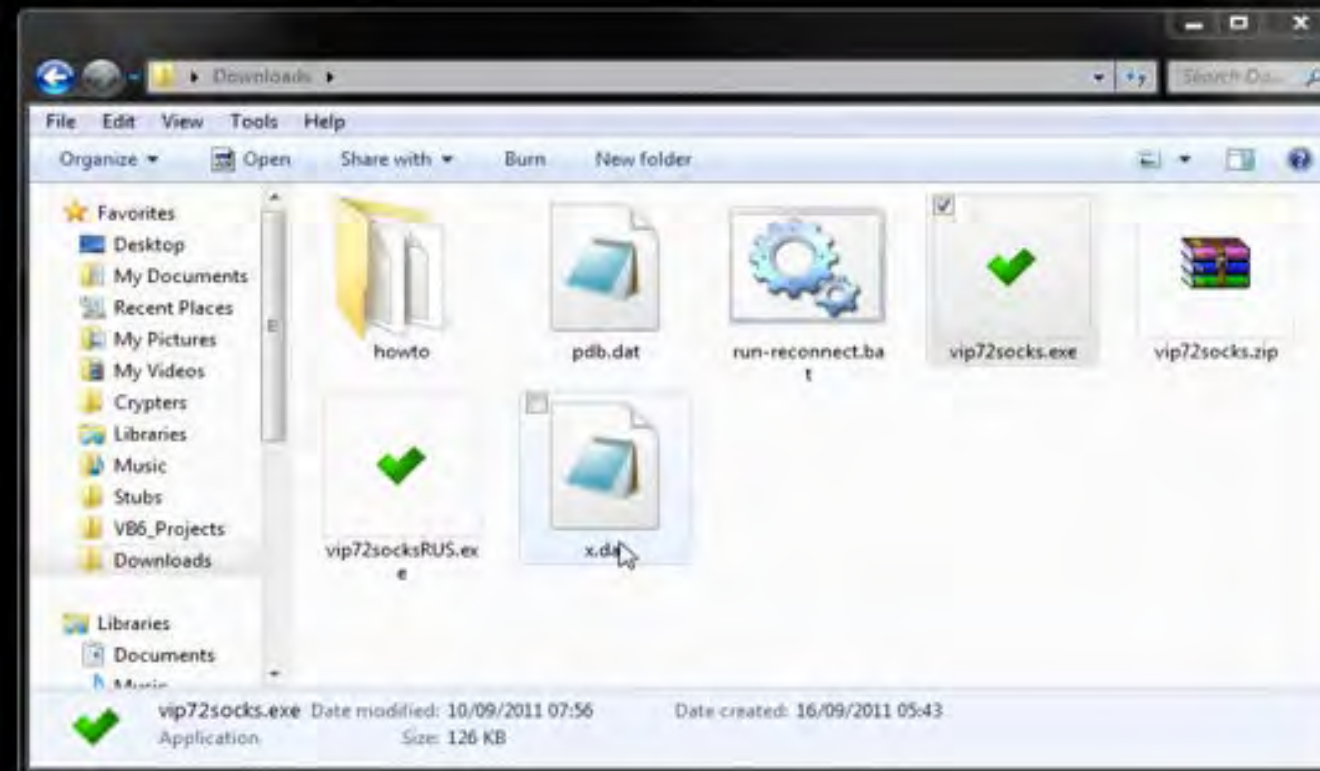 Downloads
Search Do...
File Edit View Tools Help
Organize Open Share with Burn New folder
Favorites
Desktop
My Documents
Recent Places
My Pictures
My Videos
Crypters
Libraries
Music
Stubs
VB6_Projects
Downloads
Libraries
Documents
Music
howto
pdb.dat
run-reconnect.ba
t
vip72socks.exe
vip72socks.zip
vip72socksRUS.ex
e
x.da
vip72socks.exe Date modified: 10/09/2011 07:56 Date created: 16/09/2011 05:43
Application Size: 126 KB